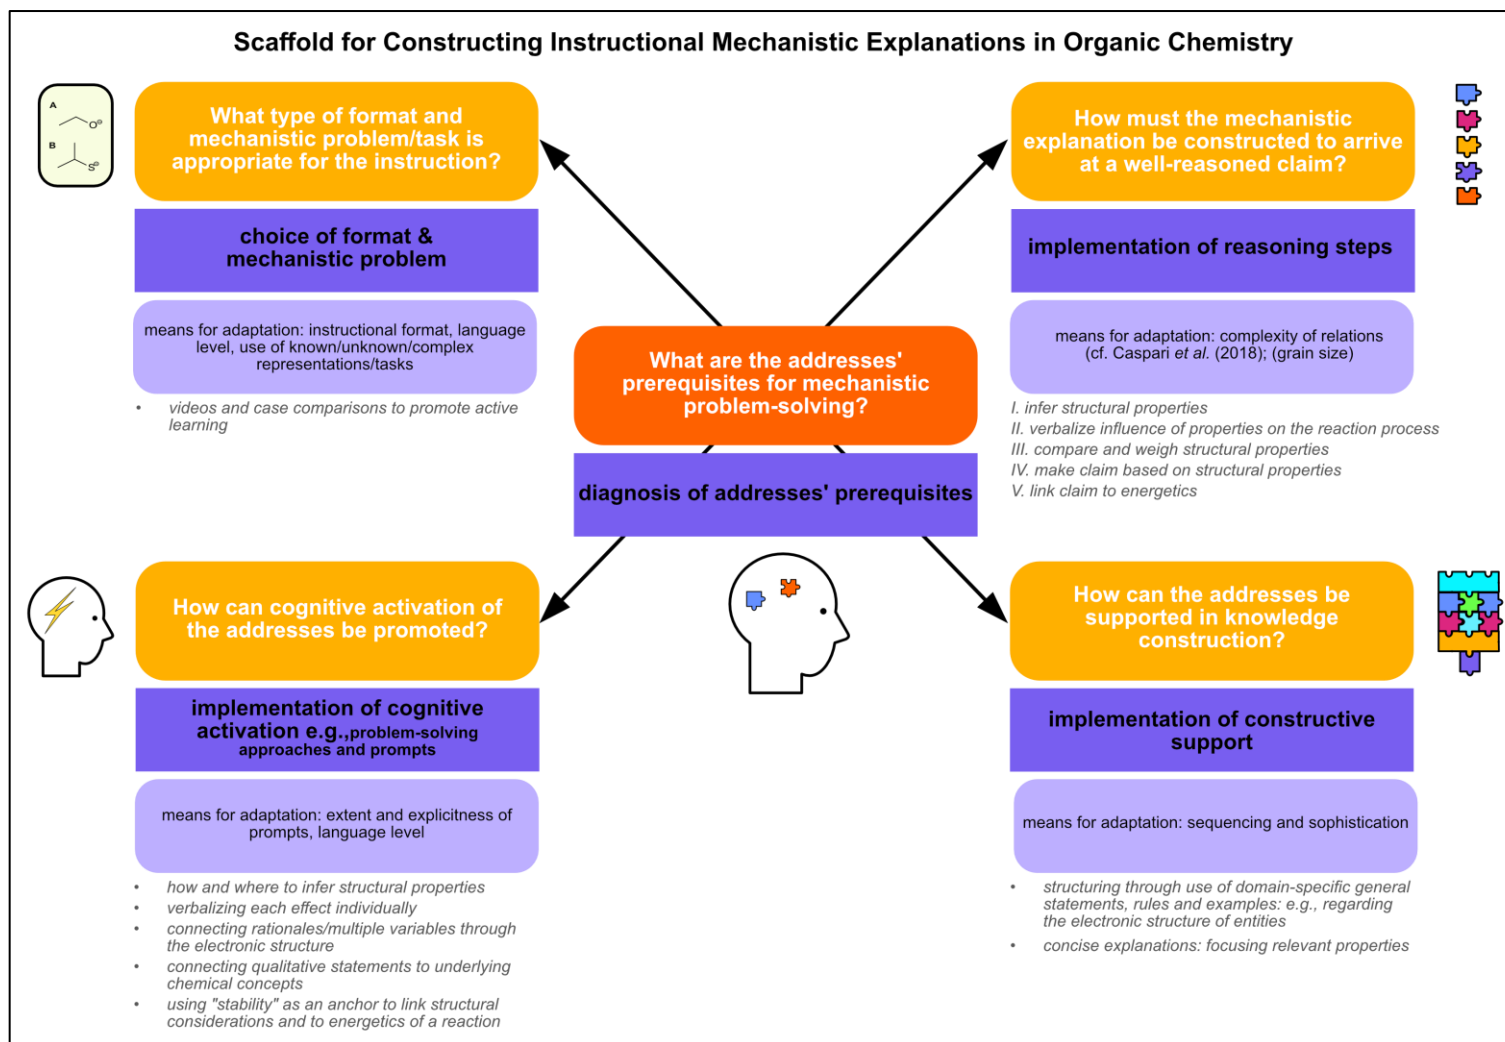 Scaffold for Constructing Instructional Mechanistic Explanations in Organic Chemistry
A
O⊖
B
S⊖
What type of format and
mechanistic problem/task is
appropriate for the instruction?
choice of format &
mechanistic problem
means for adaptation: instructional format, language
level, use of known/unknown/complex
representations/tasks
• videos and case comparisons to promote active
learning
How must the mechanistic
explanation be constructed to arrive
at a well-reasoned claim?
implementation of reasoning steps
means for adaptation: complexity of relations
(cf. Caspari et al. (2018); (grain size)
I. infer structural properties
II. verbalize influence of properties on the reaction process
III. compare and weigh structural properties
IV. make claim based on structural properties
V. link claim to energetics
What are the addresses'
prerequisites for mechanistic
problem-solving?
diagnosis of addresses' prerequisites
How can cognitive activation of
the addresses be promoted?
implementation of cognitive
activation e.g.,problem-solving
approaches and prompts
means for adaptation: extent and explicitness of
prompts, language level
• how and where to infer structural properties
• verbalizing each effect individually
• connecting rationales/multiple variables through
the electronic structure
• connecting qualitative statements to underlying
chemical concepts
• using "stability" as an anchor to link structural
considerations and to energetics of a reaction
How can the addresses be
supported in knowledge
construction?
implementation of constructive
support
means for adaptation: sequencing and sophistication
• structuring through use of domain-specific general
statements, rules and examples: e.g., regarding
the electronic structure of entities
• concise explanations: focusing relevant properties